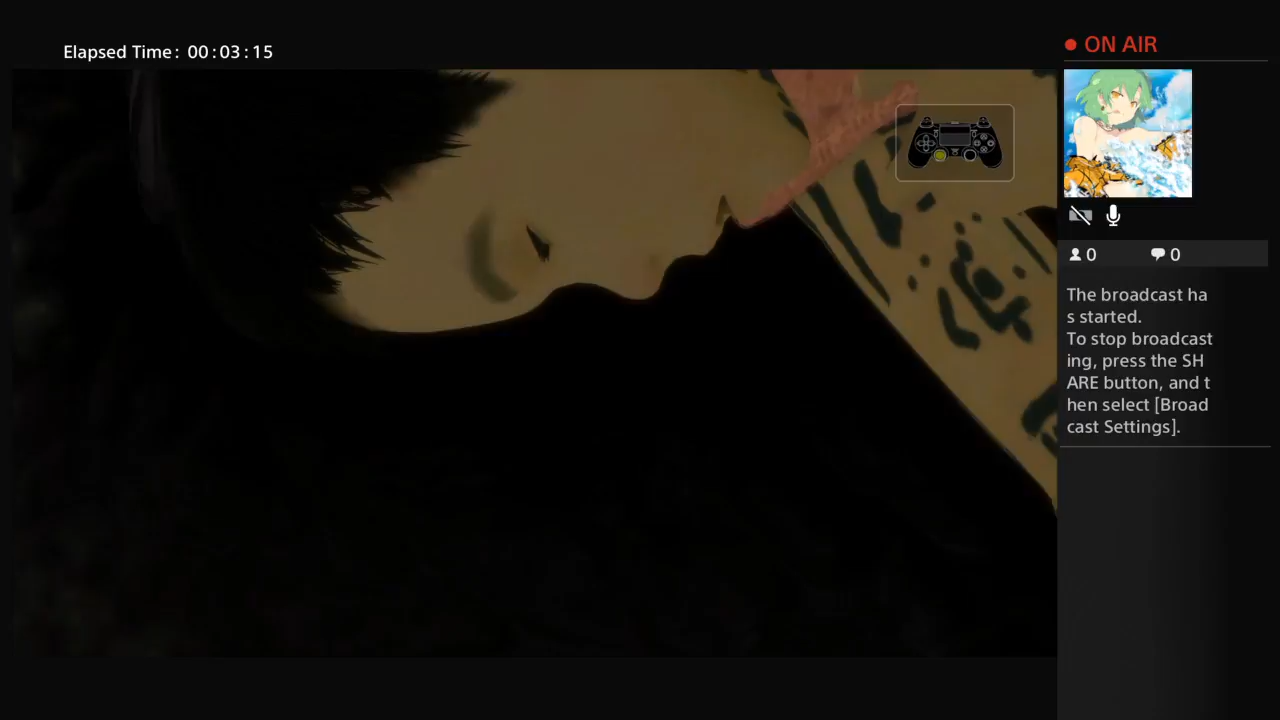 Elapsed Time: 00:03:15
ON AIR
0 0
The broadcast ha
s started.
To stop broadcast
ing, press the SH
ARE button, and t
hen select [Broad
cast Settings].